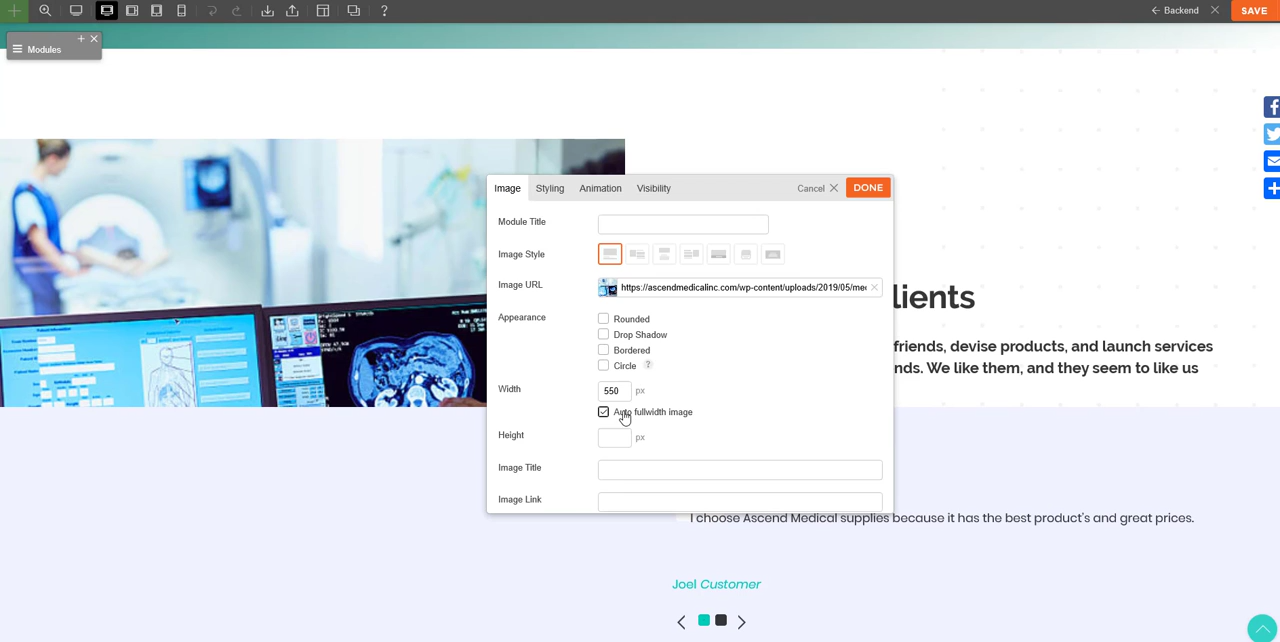 ?
Backend
SAVE
Modules
Image Styling Animation Visibility Cancel DONE
Module Title
Image Style
Image URL https://ascendmedicalinc.com/wp-content/uploads/2019/05/me
Appearance Rounded
Drop Shadow
Bordered
Circle ?
Width 550 px
Auto fullwidth image
Height px
Image Title
Image Link
lients
friends, devise products, and launch services
nds. We like them, and they seem to like us
I choose Ascend Medical supplies because it has the best product's and great prices.
Joel Customer